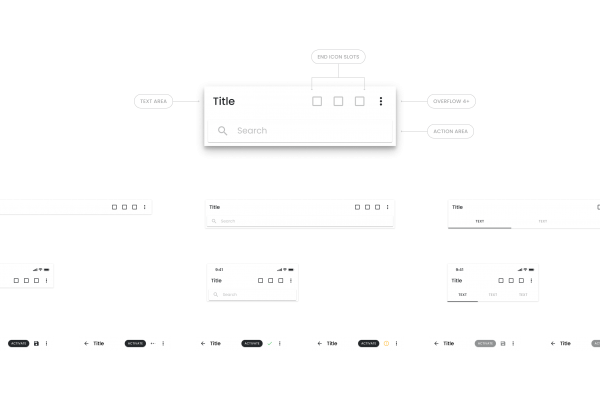 END ICON SLOTS
TEXT AREA
Title
OVERFLOW 4+
Search
ACTION AREA
Title
Search
Title
TEXT
TEXT
9:41
Title
Search
9:41
Title
TEXT
TEXT
TEXT
ACTIVATE
Title
ACTIVATE
Title
ACTIVATE
Title
ACTIVATE
Title
ACTIVATE
Title